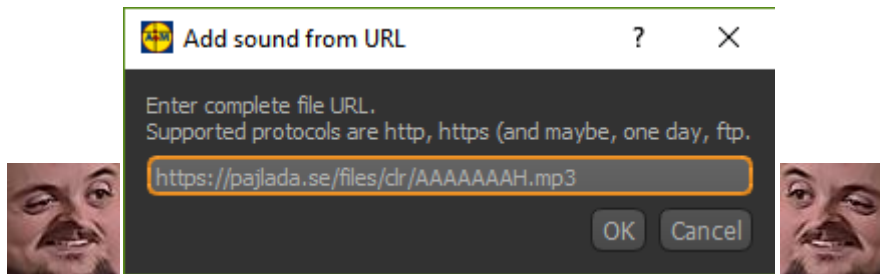 Add sound from URL
Enter complete file URL.
Supported protocols are http, https (and maybe, one day, ftp.
https://pajlada.se/files/clr/AAAAAAAH.mp3
OK Cancel